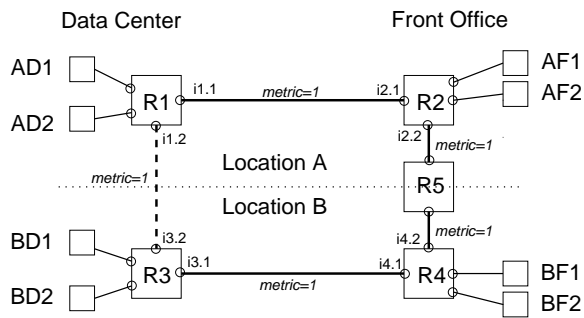 Data Center Front Office
AD1 AF1
R1 i1.1 metric=1 i2.1 R2
AD2 AF2
i1.2 i2.2
metric=1
metric=1 Location A R5
Location B
BD1 i3.2 i4.2 metric=1
R3 i3.1 i4.1 R4 BF1
BD2 metric=1 BF2